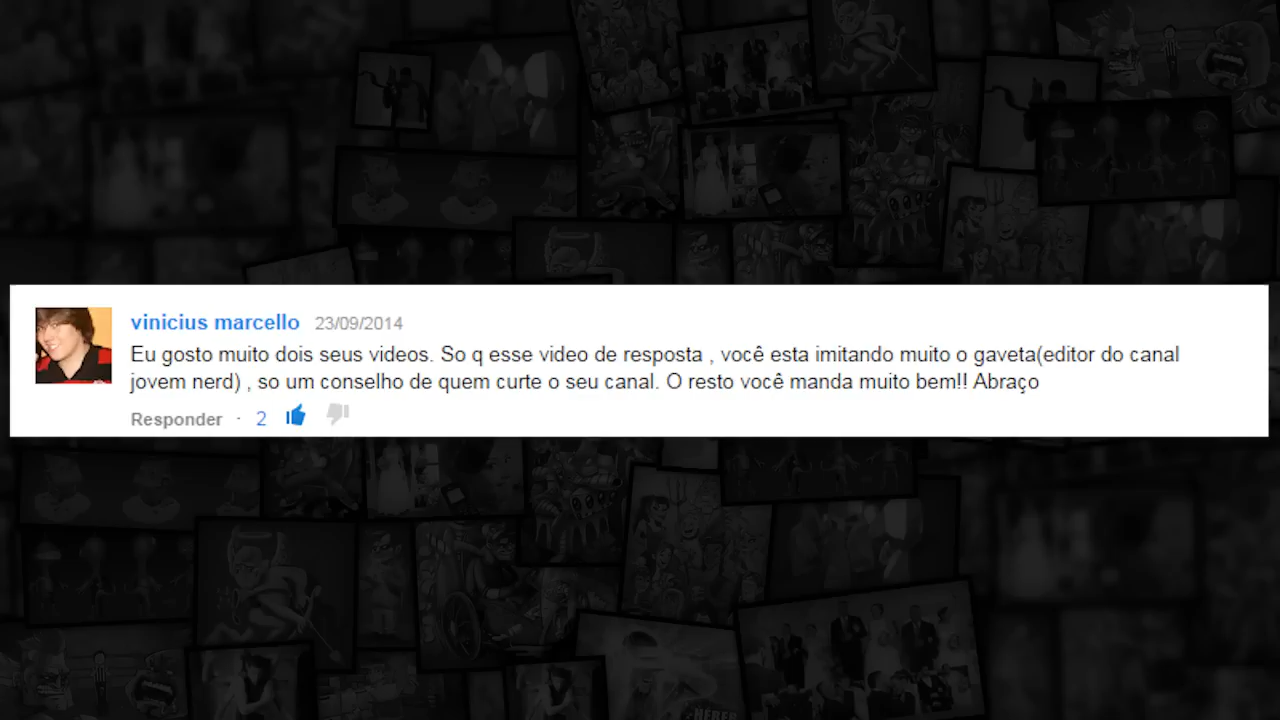 vinicius marcello 23/09/2014
Eu gosto muito dois seus videos. So q esse video de resposta , você esta imitando muito o gaveta(editor do canal
jovem nerd) , so um conselho de quem curte o seu canal. O resto você manda muito bem!! Abraço
Responder · 2